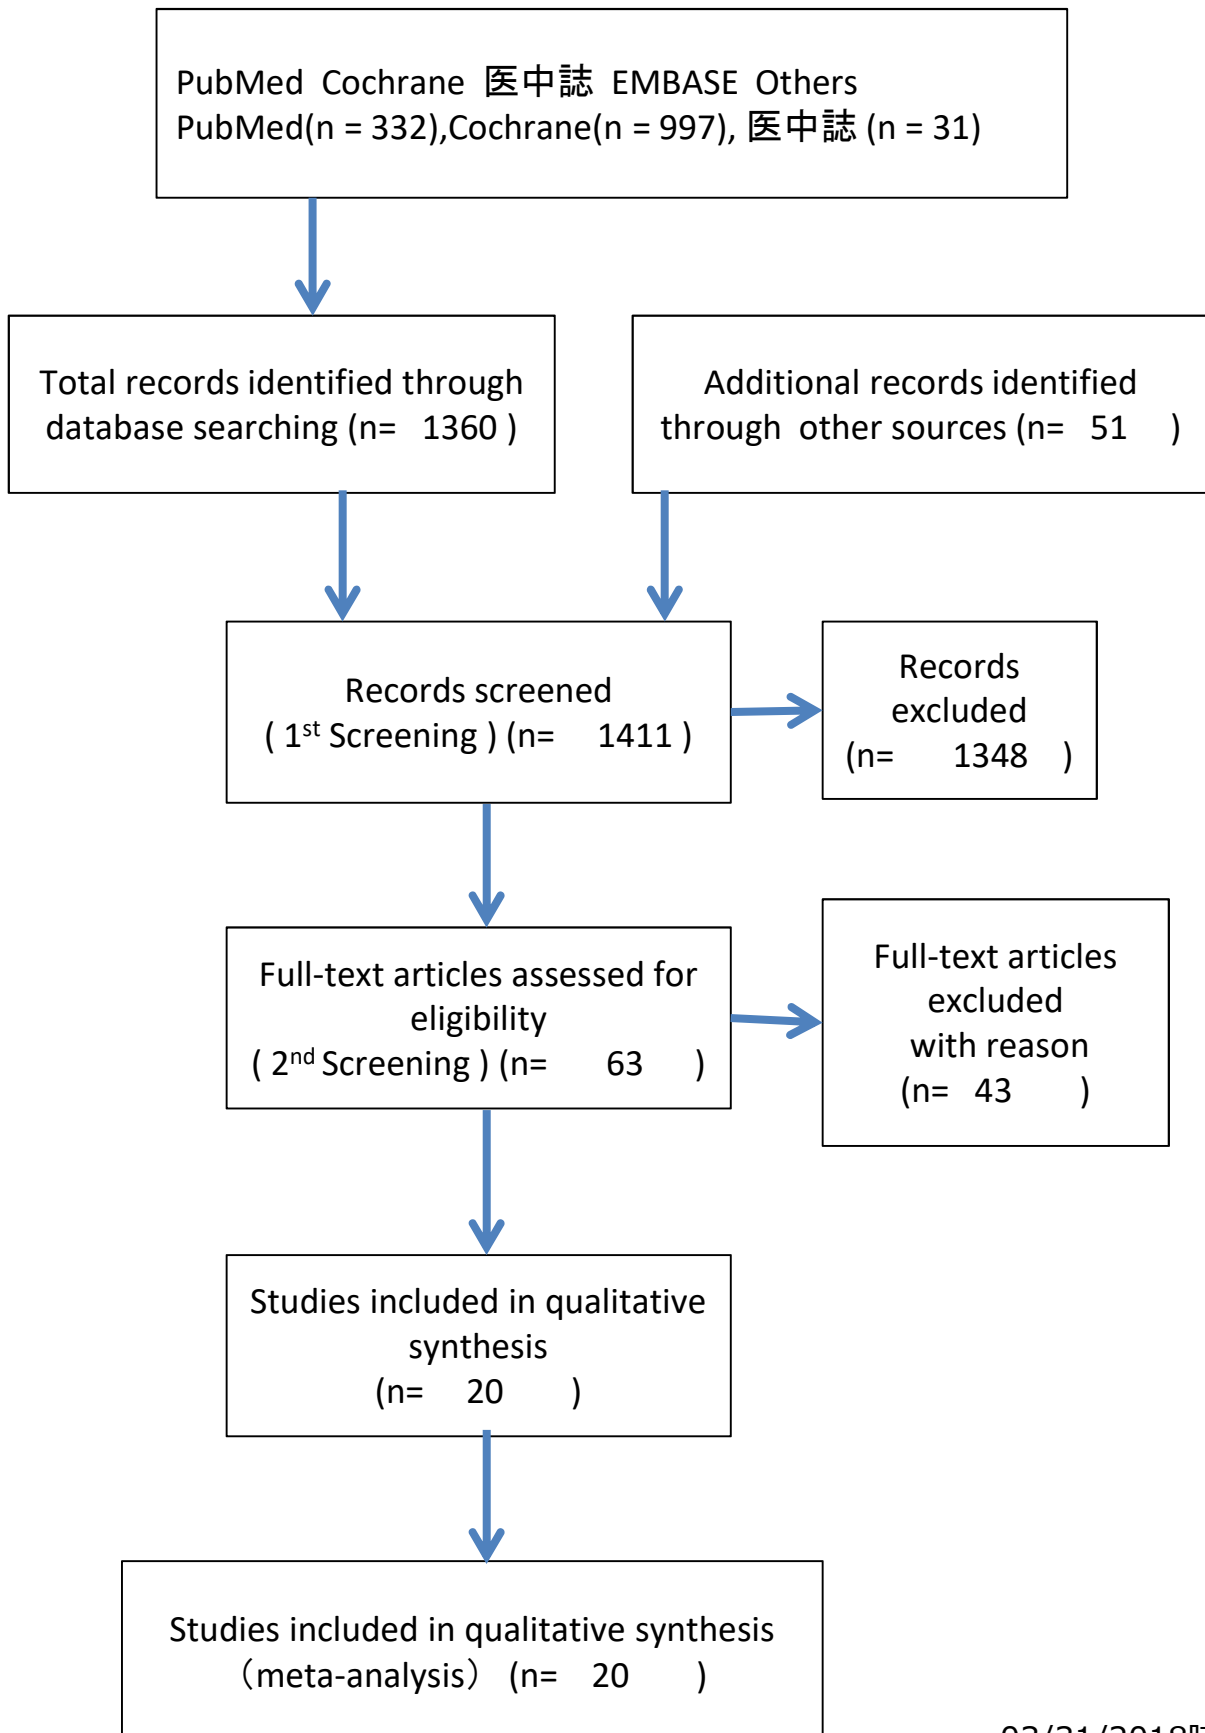 PubMed Cochrane 医中誌 EMBASE Others
PubMed(n = 332),Cochrane(n = 997), 医中誌 (n = 31)
Total records identified through
database searching (n= 1360 )
Additional records identified
through other sources (n= 51 )
Records screened
( 1st Screening ) (n= 1411 )
Records
excluded
(n= 1348 )
Full-text articles assessed for
eligibility
( 2nd Screening ) (n= 63 )
Full-text articles
excluded
with reason
(n= 43 )
Studies included in qualitative
synthesis
(n= 20 )
Studies included in qualitative synthesis
（meta-analysis） (n= 20 )